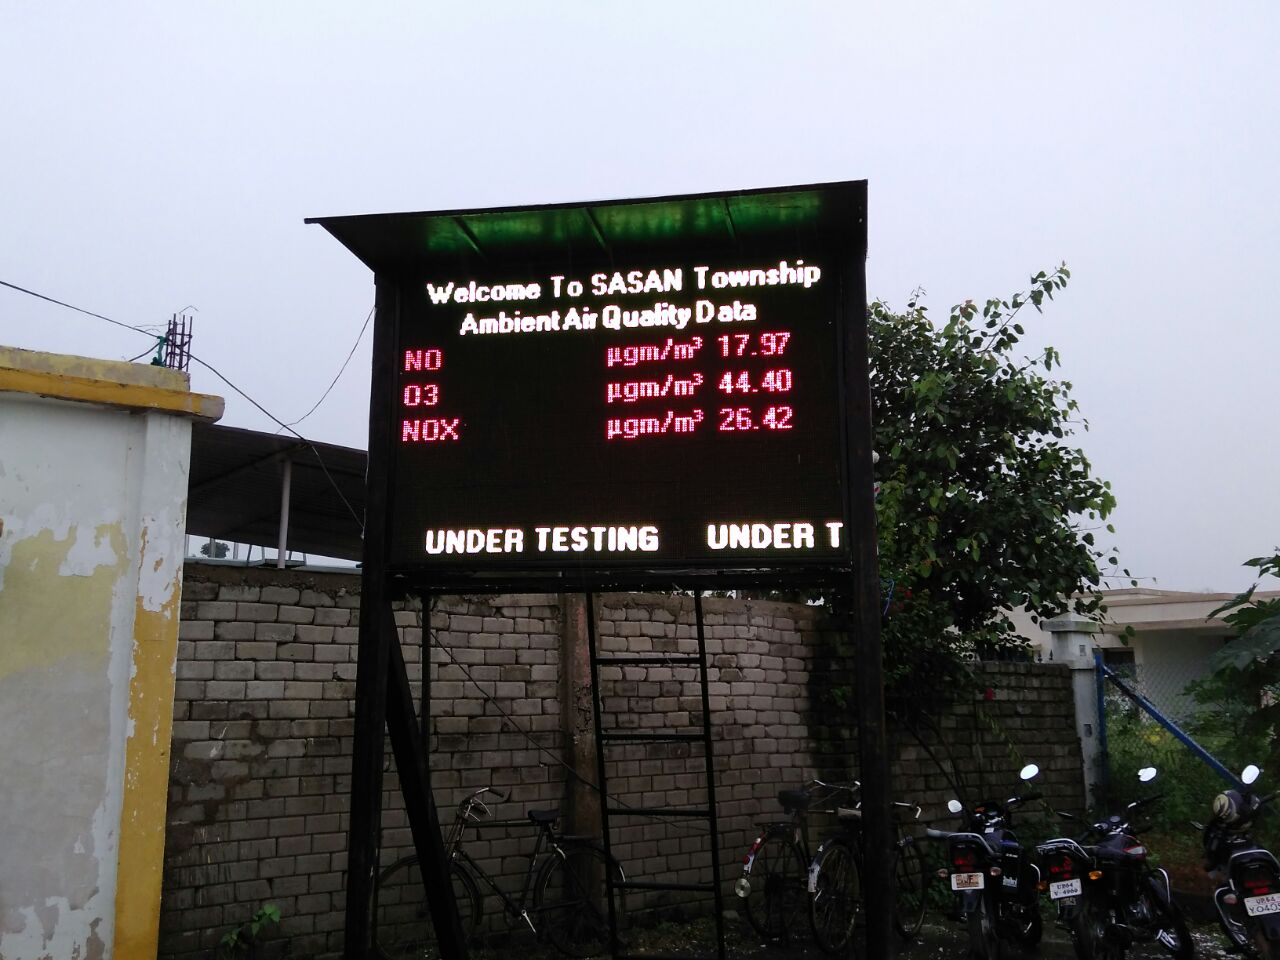 Welcome To SASAN Township
Ambient Air Quality Data
NO µgm/m³ 17.97
O3 µgm/m³ 44.40
NOX µgm/m³ 26.42
UNDER TESTING UNDER T
UP64